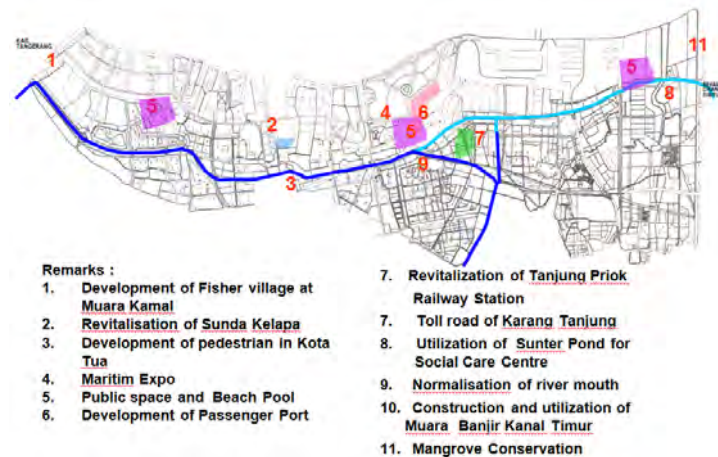 KAB.
TANGERANG
1
11
5
5
4
6
8
2
5
7
9
3
Remarks :
1. Development of Fisher village at
Muara Kamal
2. Revitalisation of Sunda Kelapa
3. Development of pedestrian in Kota
Tua
4. Maritim Expo
5. Public space and Beach Pool
6. Development of Passenger Port
7. Revitalization of Tanjung Priok
Railway Station
7. Toll road of Karang Tanjung
8. Utilization of Sunter Pond for
Social Care Centre
9. Normalisation of river mouth
10. Construction and utilization of
Muara Banjir Kanal Timur
11. Mangrove Conservation